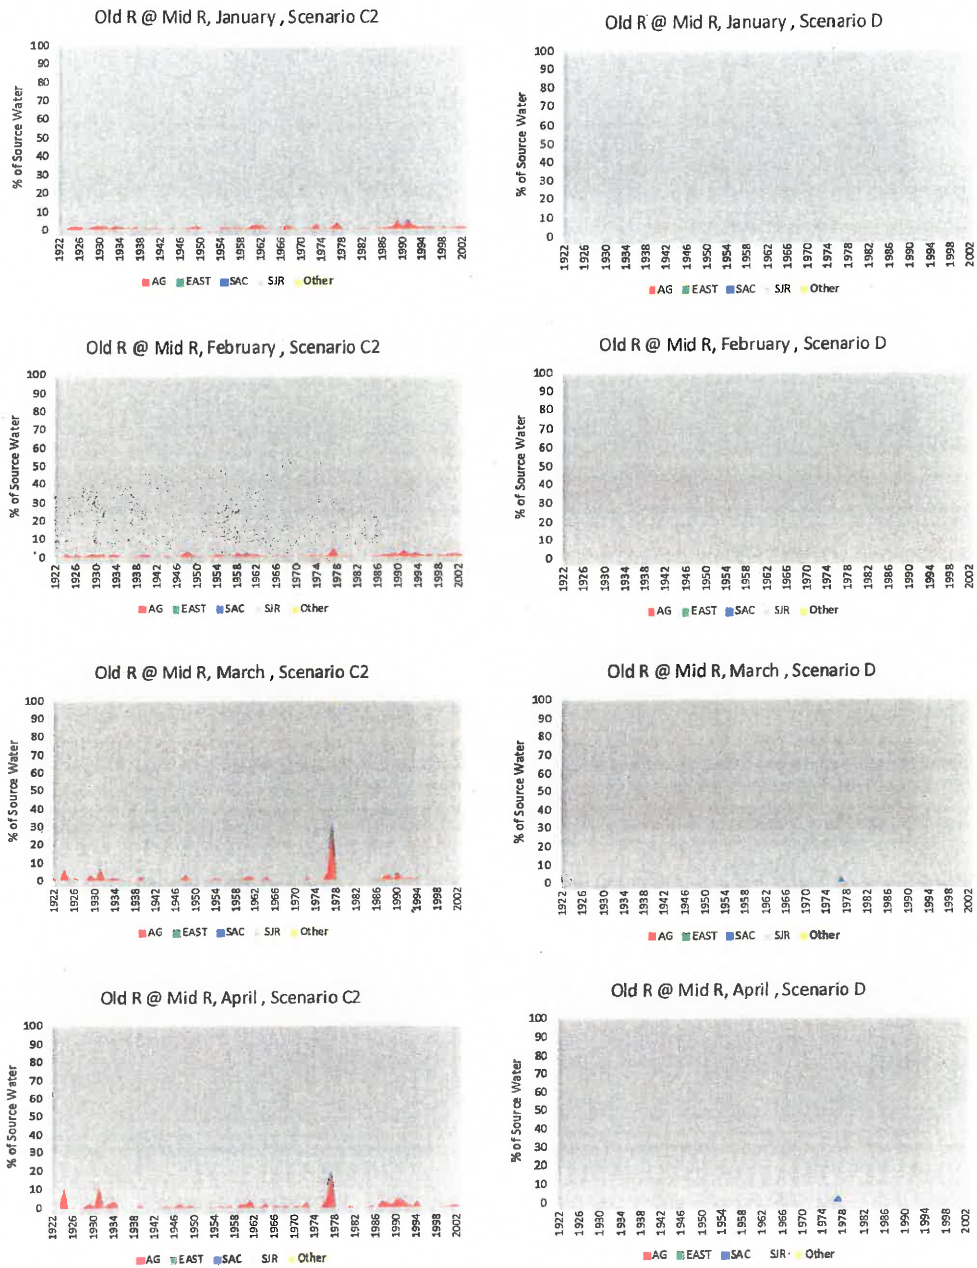 Old R @ Mid R, January , Scenario C2
% of Source Water
100
90
80
70
60
50
40
30
20
10
0
1922 1926 1930 1934 1938 1942 1946 1950 1954 1958 1962 1966 1970 1974 1978 1982 1986 1990 1994 1998 2002
AG EAST SAC SJR Other
Old R @ Mid R, January , Scenario D
% of Source Water
100
90
80
70
60
50
40
30
20
10
0
1922 1926 1930 1934 1938 1942 1946 1950 1954 1958 1962 1966 1970 1974 1978 1982 1986 1990 1994 1998 2002
AG EAST SAC SJR Other
Old R @ Mid R, February , Scenario C2
% of Source Water
100
90
80
70
60
50
40
30
20
10
0
1922 1926 1930 1934 1938 1942 1946 1950 1954 1958 1962 1966 1970 1974 1978 1982 1986 1990 1994 1998 2002
AG EAST SAC SJR Other
Old R @ Mid R, February , Scenario D
% of Source Water
100
90
80
70
60
50
40
30
20
10
0
1922 1926 1930 1934 1938 1942 1946 1950 1954 1958 1962 1966 1970 1974 1978 1982 1986 1990 1994 1998 2002
AG EAST SAC SJR Other
Old R @ Mid R, March , Scenario C2
% of Source Water
100
90
80
70
60
50
40
30
20
10
0
1922 1926 1930 1934 1938 1942 1946 1950 1954 1958 1962 1966 1970 1974 1978 1982 1986 1990 1994 1998 2002
AG EAST SAC SJR Other
Old R @ Mid R, March , Scenario D
% of Source Water
100
90
80
70
60
50
40
30
20
10
0
1922 1926 1930 1934 1938 1942 1946 1950 1954 1958 1962 1966 1970 1974 1978 1982 1986 1990 1994 1998 2002
AG EAST SAC SJR Other
Old R @ Mid R, April , Scenario C2
% of Source Water
100
90
80
70
60
50
40
30
20
10
0
1922 1926 1930 1934 1938 1942 1946 1950 1954 1958 1962 1966 1970 1974 1978 1982 1986 1990 1994 1998 2002
AG EAST SAC SJR Other
Old R @ Mid R, April , Scenario D
% of Source Water
100
90
80
70
60
50
40
30
20
10
0
1922 1926 1930 1934 1938 1942 1946 1950 1954 1958 1962 1966 1970 1974 1978 1982 1986 1990 1994 1998 2002
AG EAST SAC SJR Other